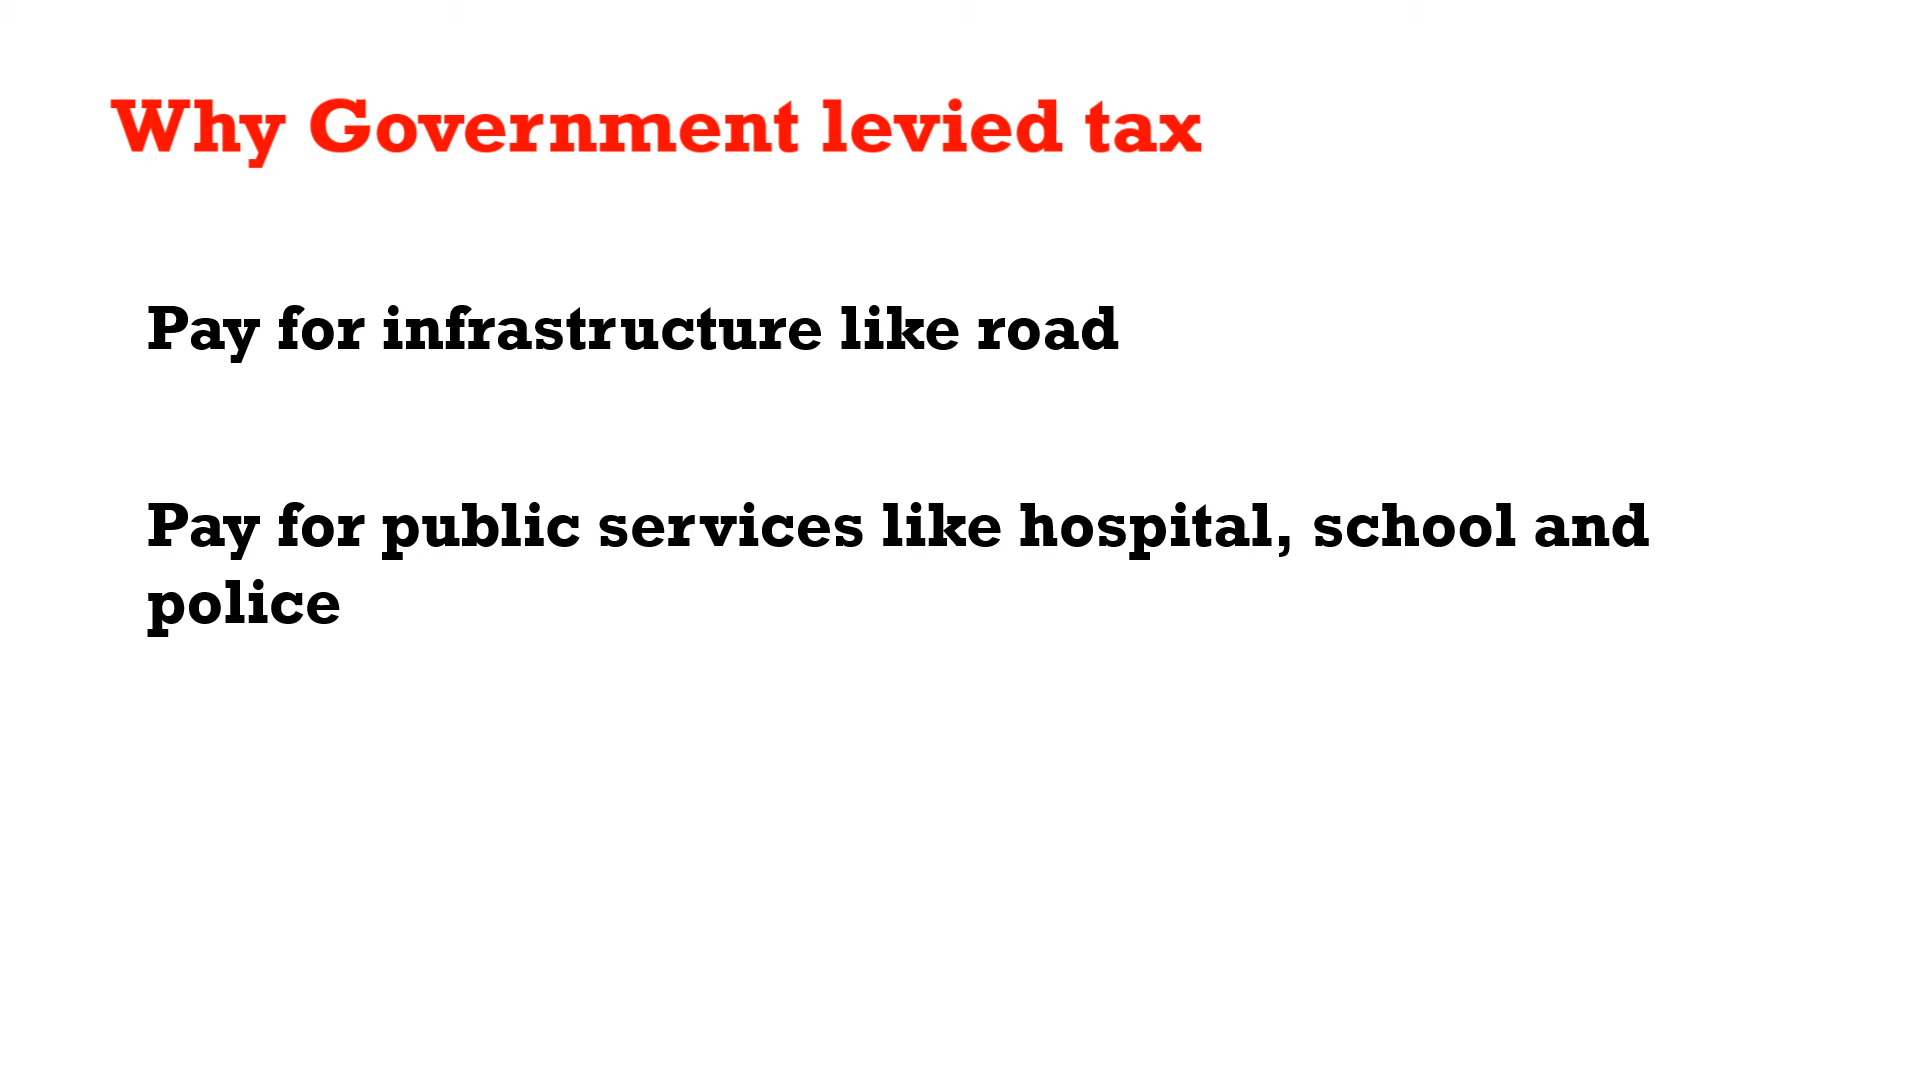 Why Government levied tax
Pay for infrastructure like road
Pay for public services like hospital, school and
police